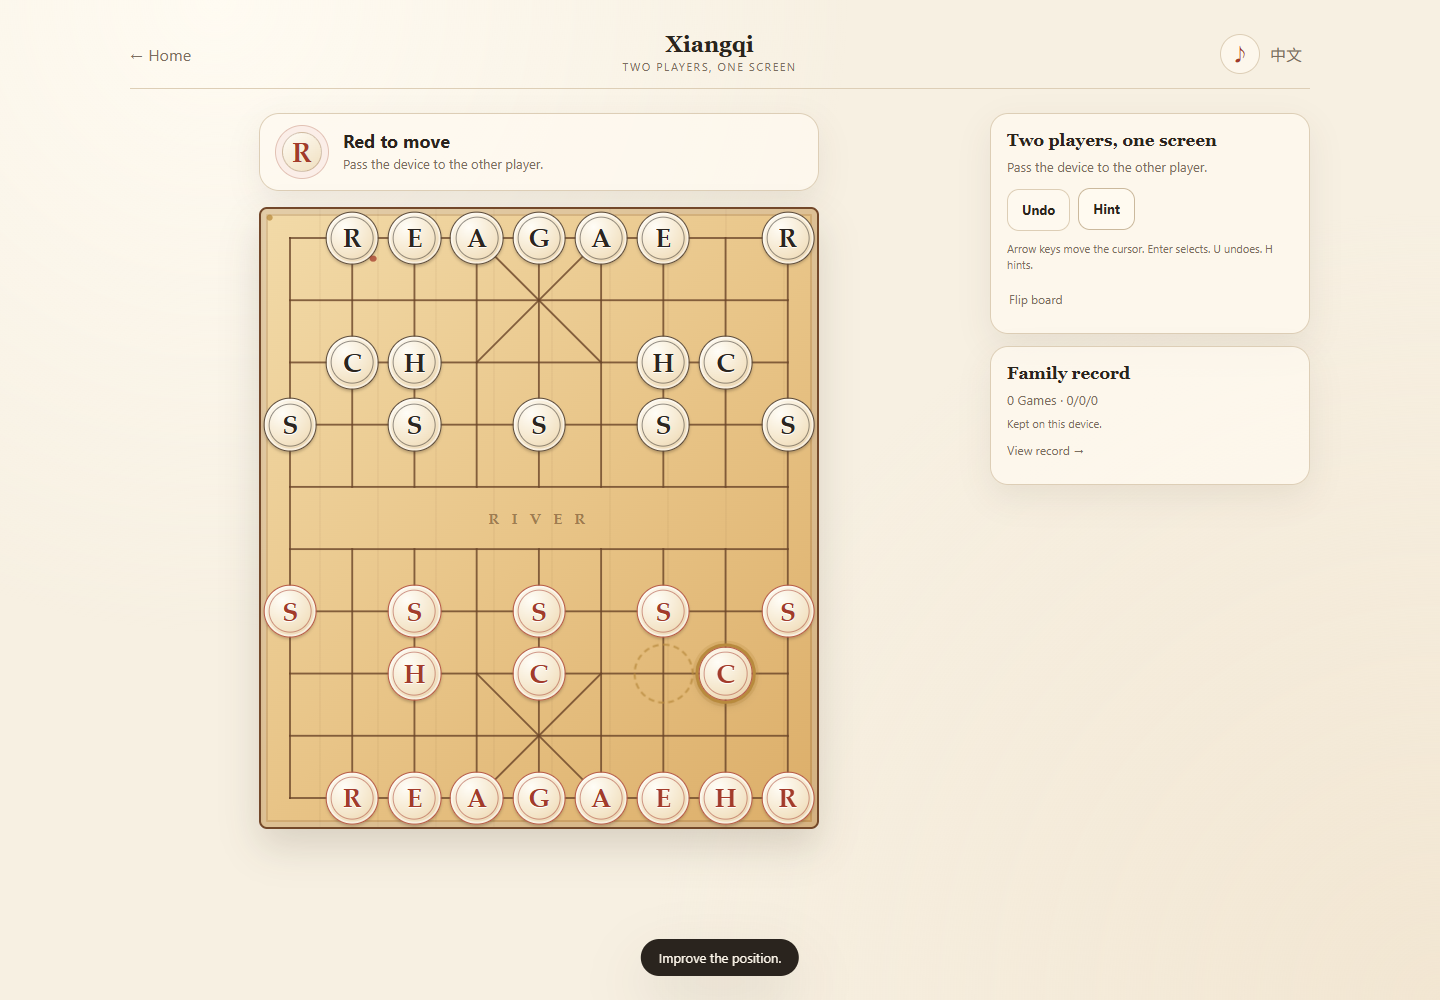 ← Home
Xiangqi
TWO PLAYERS, ONE SCREEN
♪ 中文
R
Red to move
Pass the device to the other player.
R E A G A E R
C H H C
S S S S S
RIVER
S S S S S
H C C
R E A G A E H R
Two players, one screen
Pass the device to the other player.
Undo Hint
Arrow keys move the cursor. Enter selects. U undoes. H
hints.
Flip board
Family record
0 Games · 0/0/0
Kept on this device.
View record →
Improve the position.